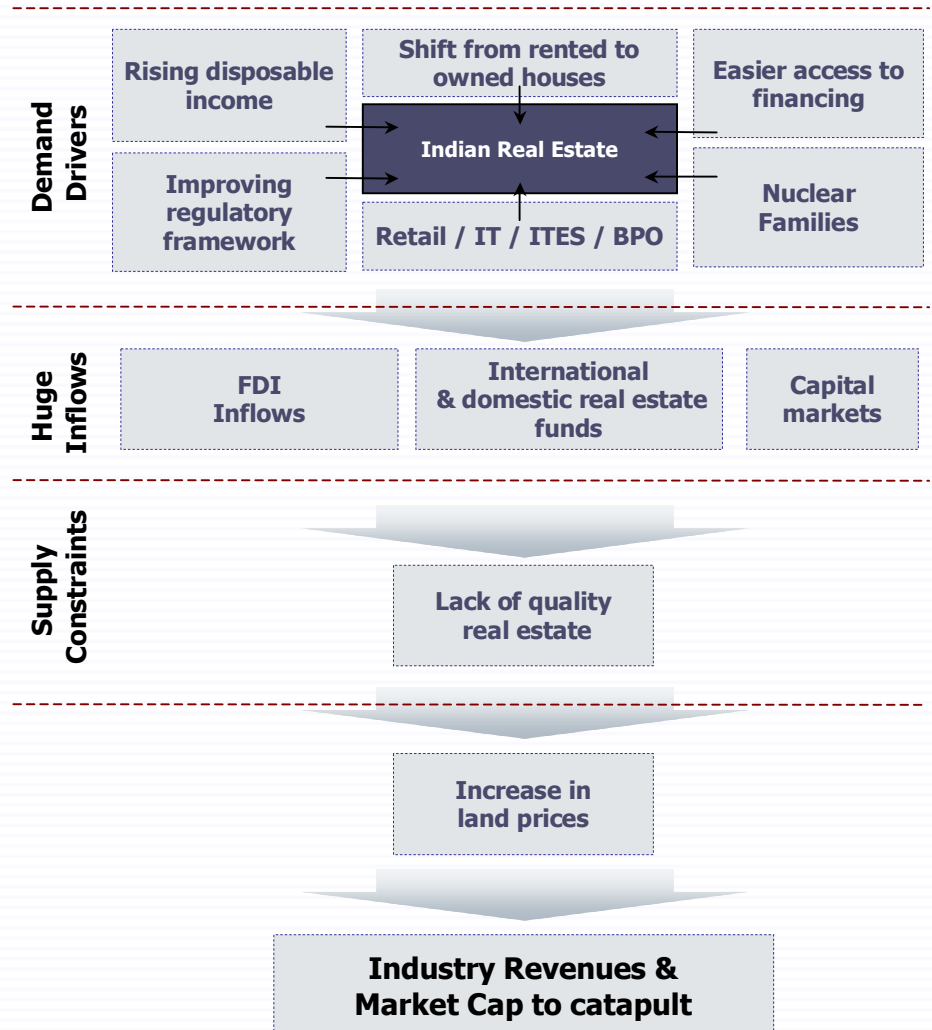 Demand
Drivers
Rising disposable
income
Shift from rented to
owned houses
Easier access to
financing
Indian Real Estate
Improving
regulatory
framework
Retail / IT / ITES / BPO
Nuclear
Families
Huge
Inflows
FDI
Inflows
International
& domestic real estate
funds
Capital
markets
Supply
Constraints
Lack of quality
real estate
Increase in
land prices
Industry Revenues &
Market Cap to catapult